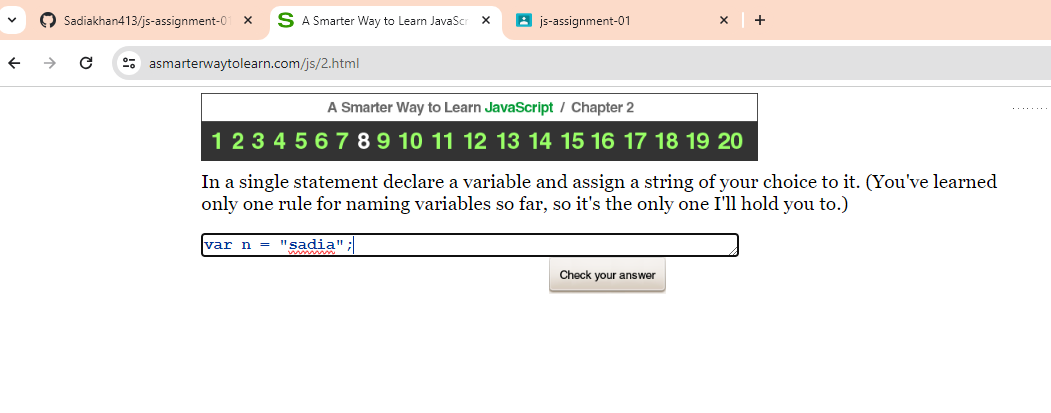 Sadiakhan413/js-assignment-0
A Smarter Way to Learn JavaScr
js-assignment-01
asmarterwaytolearn.com/js/2.html
A Smarter Way to Learn JavaScript / Chapter 2
1 2 3 4 5 6 7 8 9 10 11 12 13 14 15 16 17 18 19 20
In a single statement declare a variable and assign a string of your choice to it. (You've learned
only one rule for naming variables so far, so it's the only one I'll hold you to.)
var n = "sadia";
Check your answer